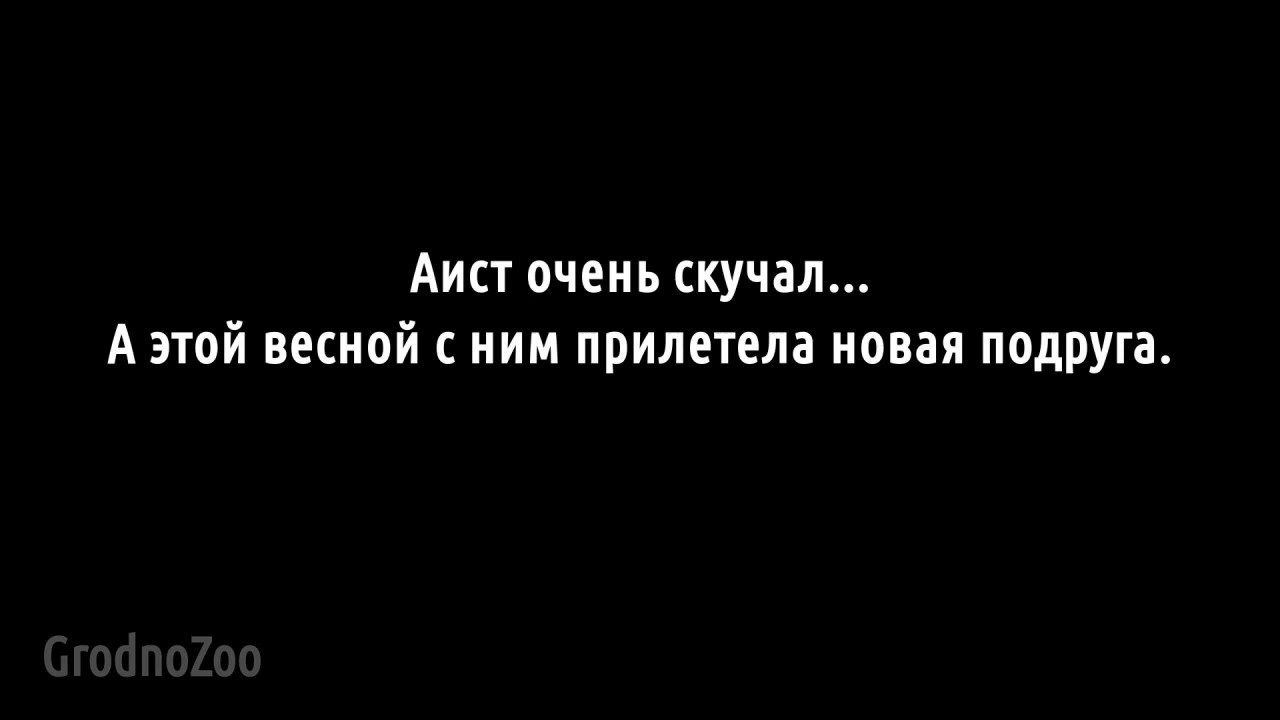 Аист очень скучал...
А этой весной с ним прилетела новая подруга.
GrodnoZoo